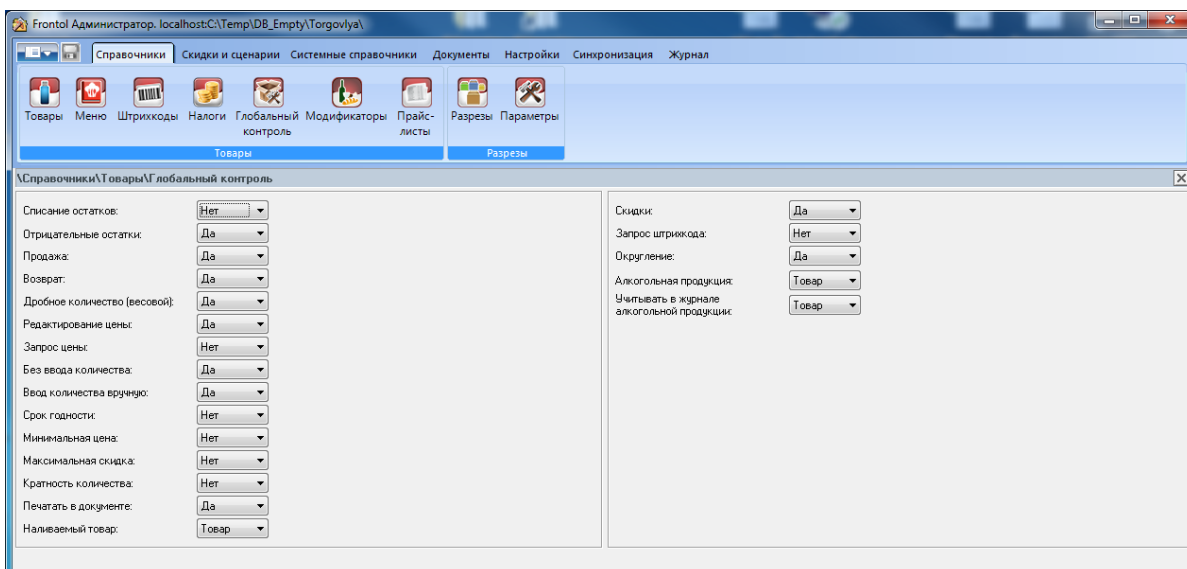 Frontol Администратор. localhost:C:\Temp\DB_Empty\Torgovlya\
Справочники Скидки и сценарии Системные справочники Документы Настройки Синхронизация Журнал
Товары Меню Штрихкоды Налоги Глобальный контроль Модификаторы Прайс-листы Разрезы Параметры
Товары Разрезы
\Справочники\Товары\Глобальный контроль
Списание остатков: Нет
Отрицательные остатки: Да
Продажа: Да
Возврат: Да
Дробное количество (весовой): Да
Редактирование цены: Да
Запрос цены: Нет
Без ввода количества: Да
Ввод количества вручную: Да
Срок годности: Нет
Минимальная цена: Нет
Максимальная скидка: Нет
Кратность количества: Нет
Печатать в документе: Да
Наливаемый товар: Товар
Скидки: Да
Запрос штрихкода: Нет
Округление: Да
Алкогольная продукция: Товар
Учитывать в журнале
алкогольной продукции: Товар